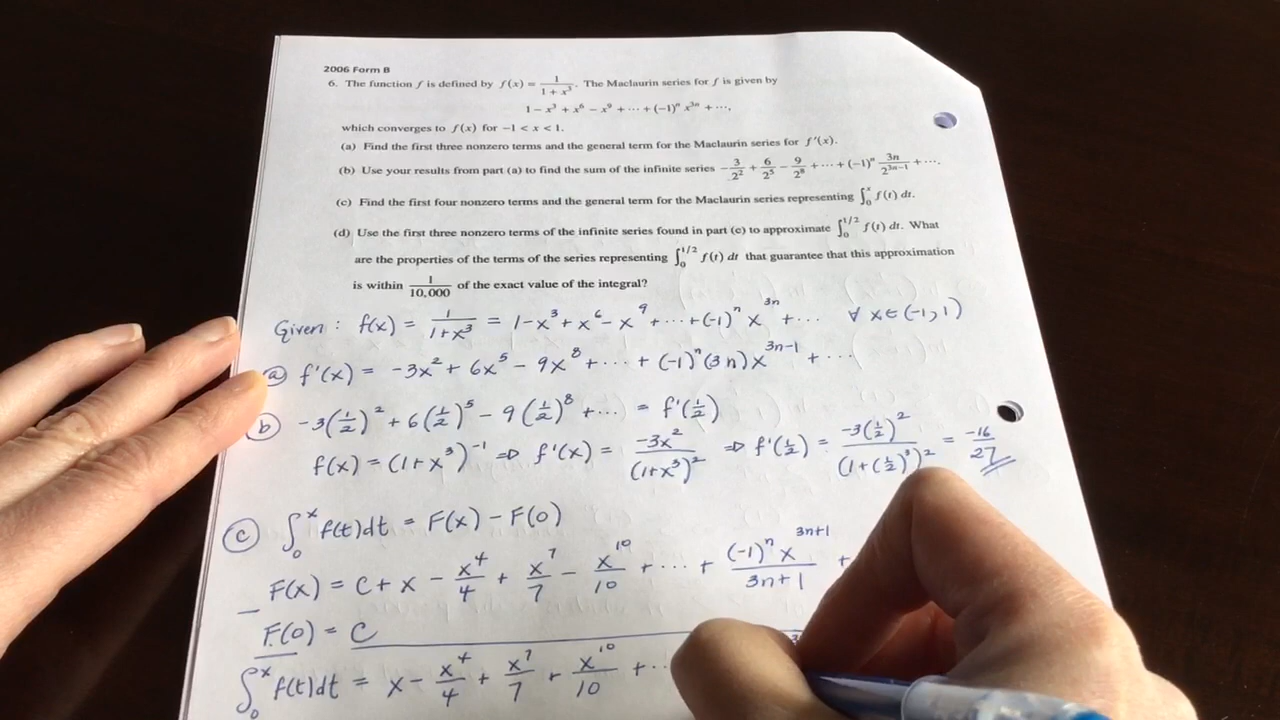 2006 Form B
6. The function f is defined by f(x) = 1/(1 + x³). The Maclaurin series for f is given by
1 − x³ + x⁶ − x⁹ + ⋯ + (−1)ⁿ x³ⁿ + ⋯,
which converges to f(x) for −1 < x < 1.
(a) Find the first three nonzero terms and the general term for the Maclaurin series for f′(x).
(b) Use your results from part (a) to find the sum of the infinite series −3/2² + 6/2⁵ − 9/2⁸ + ⋯ + (−1)ⁿ 3n/2³ⁿ⁻¹ + ⋯.
(c) Find the first four nonzero terms and the general term for the Maclaurin series representing ∫₀ˣ f(t) dt.
(d) Use the first three nonzero terms of the infinite series found in part (c) to approximate ∫₀^(1/2) f(t) dt. What
are the properties of the terms of the series representing ∫₀^(1/2) f(t) dt that guarantee that this approximation
is within 1/10,000 of the exact value of the integral?
Given : f(x) = 1/(1+x³) = 1−x³+x⁶−x⁹+⋯+(−1)ⁿ x³ⁿ+⋯ ∀ x∈(−1,1)
ⓐ f'(x) = −3x²+6x⁵−9x⁸+⋯+(−1)ⁿ(3n)x³ⁿ⁻¹+⋯
ⓑ −3(1/2)²+6(1/2)⁵−9(1/2)⁸+⋯ = f'(1/2)
f(x) = (1+x³)⁻¹ ⇒ f'(x) = −3x²/(1+x³)² ⇒ f'(1/2) = −3(1/2)²/(1+(1/2)³)² = −16/27
ⓒ ∫₀ˣ f(t)dt = F(x) − F(0)
F(x) = C + x − x⁴/4 + x⁷/7 − x¹⁰/10 + ⋯ + (−1)ⁿx³ⁿ⁺¹/(3n+1) +
− F(0) = C
∫₀ˣ f(t)dt = x − x⁴/4 + x⁷/7 + x¹⁰/10 + ⋯